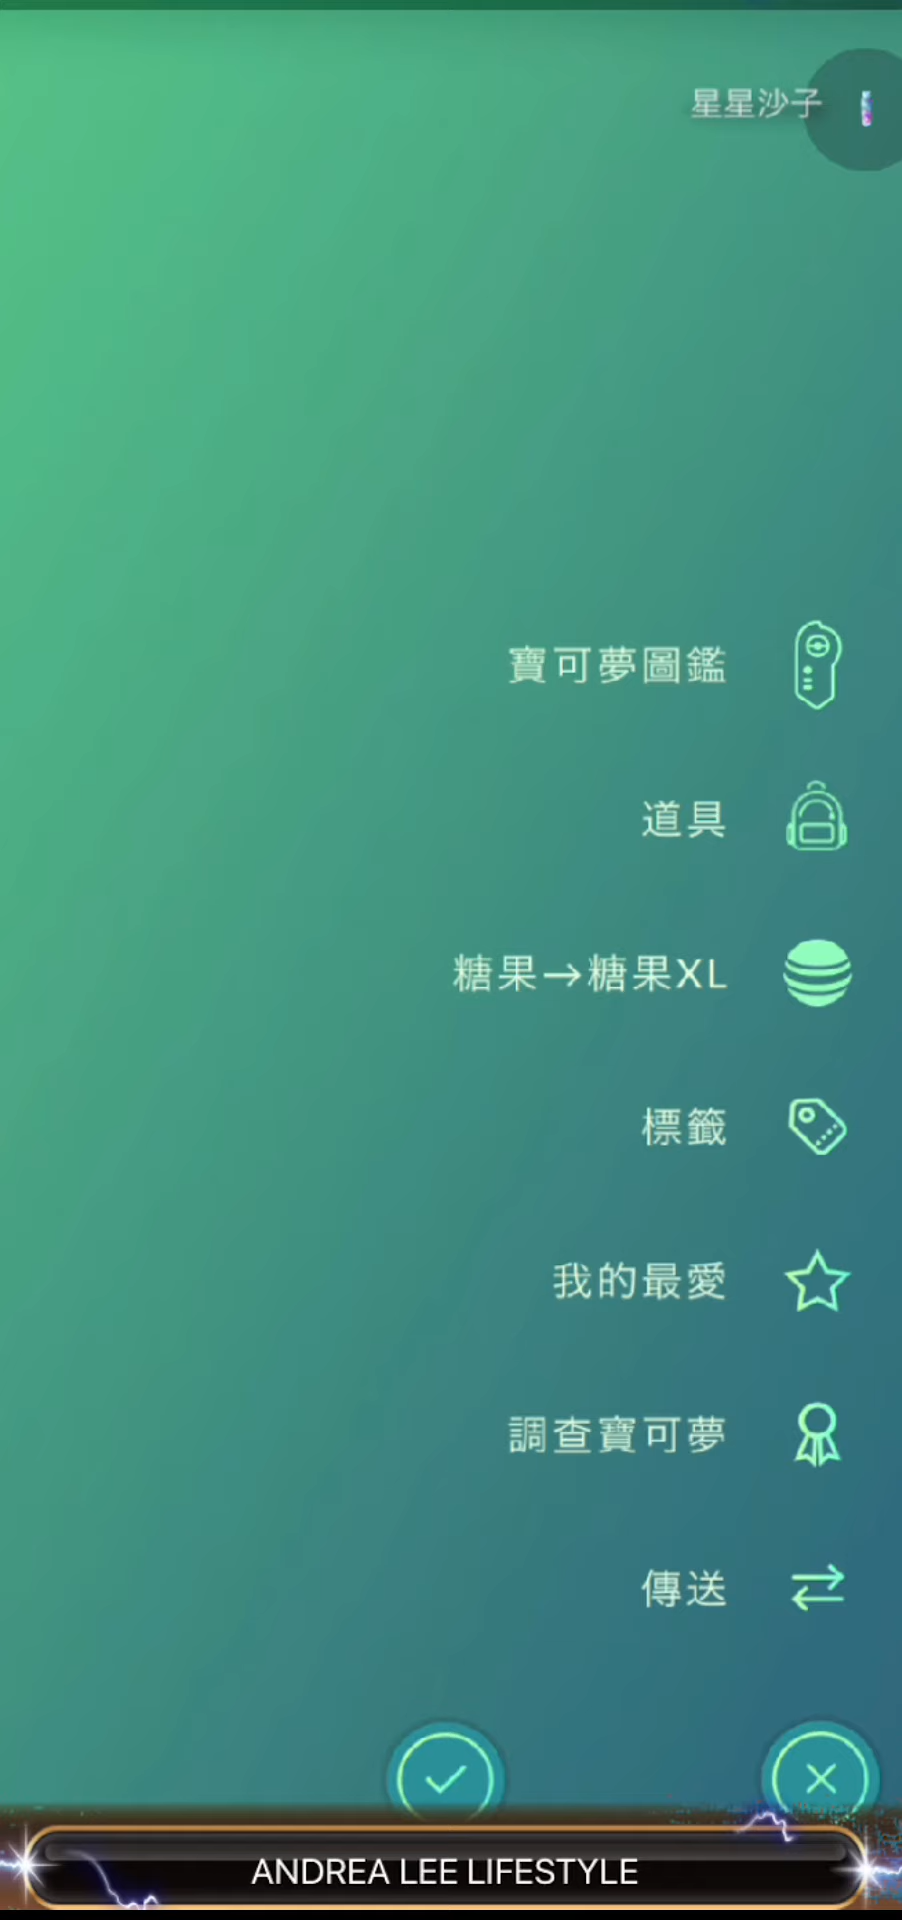 星星沙子
寶可夢圖鑑
道具
糖果→糖果XL
標籤
我的最愛
調查寶可夢
傳送
ANDREA LEE LIFESTYLE